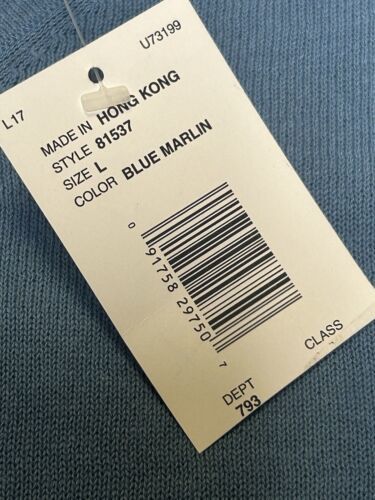 L17
U73199
MADE IN HONG KONG
STYLE 81537
SIZE L
COLOR BLUE MARLIN
0 91758 29750 7
DEPT
793
CLASS